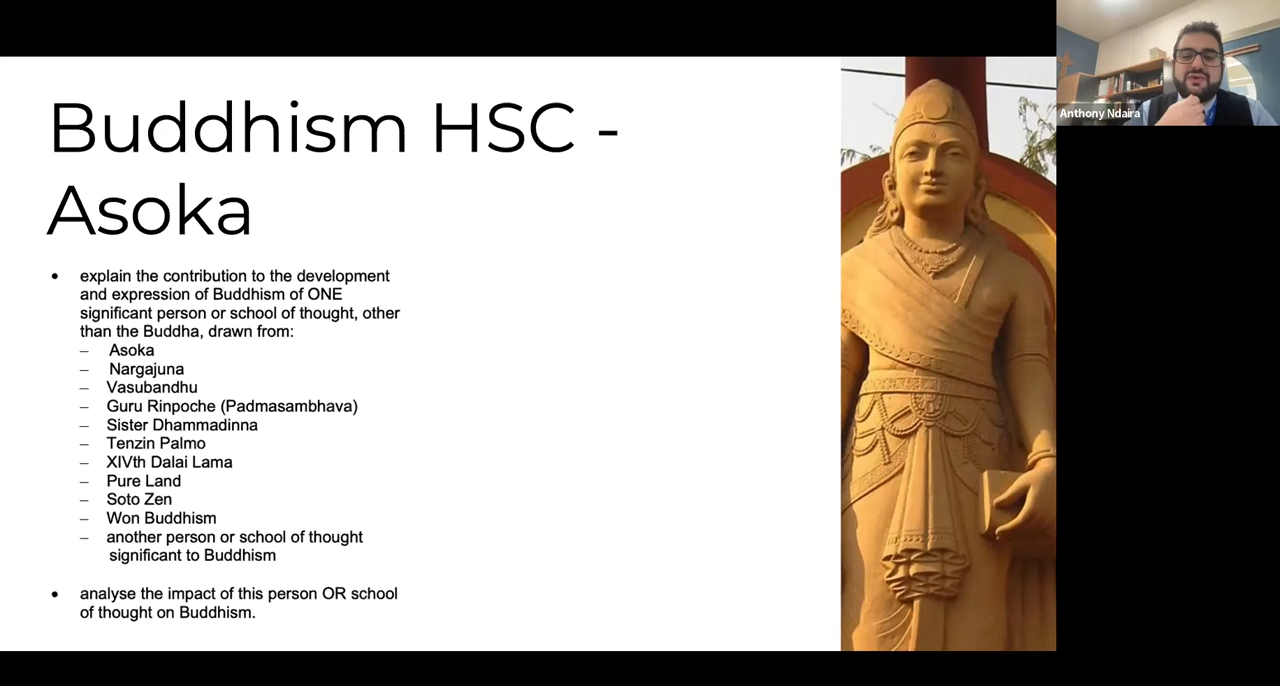 Buddhism HSC -
Asoka
• explain the contribution to the development
and expression of Buddhism of ONE
significant person or school of thought, other
than the Buddha, drawn from:
– Asoka
– Nargajuna
– Vasubandhu
– Guru Rinpoche (Padmasambhava)
– Sister Dhammadinna
– Tenzin Palmo
– XIVth Dalai Lama
– Pure Land
– Soto Zen
– Won Buddhism
– another person or school of thought
significant to Buddhism
• analyse the impact of this person OR school
of thought on Buddhism.
Anthony Ndaira